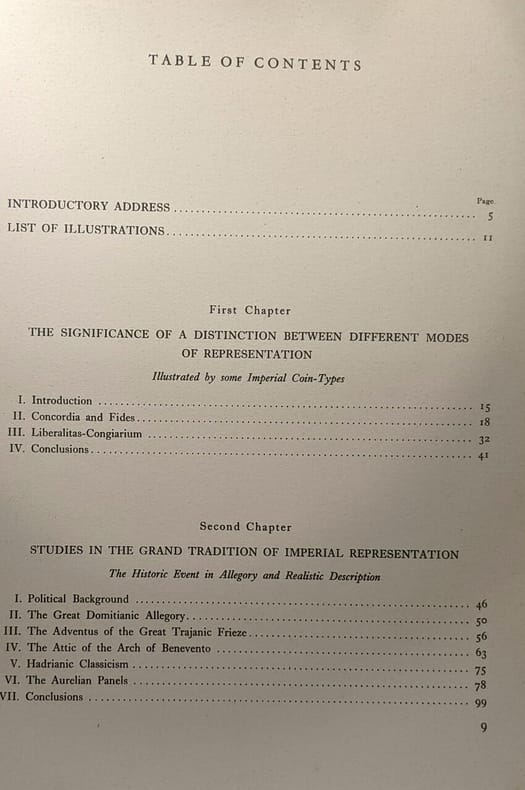 TABLE OF CONTENTS
Page
INTRODUCTORY ADDRESS ........................................ 5
LIST OF ILLUSTRATIONS ........................................ 11
First Chapter
THE SIGNIFICANCE OF A DISTINCTION BETWEEN DIFFERENT MODES
OF REPRESENTATION
Illustrated by some Imperial Coin-Types
I. Introduction ........................................ 15
II. Concordia and Fides ........................................ 18
III. Liberalitas-Congiarium ........................................ 32
IV. Conclusions ........................................ 41
Second Chapter
STUDIES IN THE GRAND TRADITION OF IMPERIAL REPRESENTATION
The Historic Event in Allegory and Realistic Description
I. Political Background ........................................ 46
II. The Great Domitianic Allegory ........................................ 50
III. The Adventus of the Great Trajanic Frieze ........................................ 56
IV. The Attic of the Arch of Benevento ........................................ 63
V. Hadrianic Classicism ........................................ 75
VI. The Aurelian Panels ........................................ 78
VII. Conclusions ........................................ 99
9